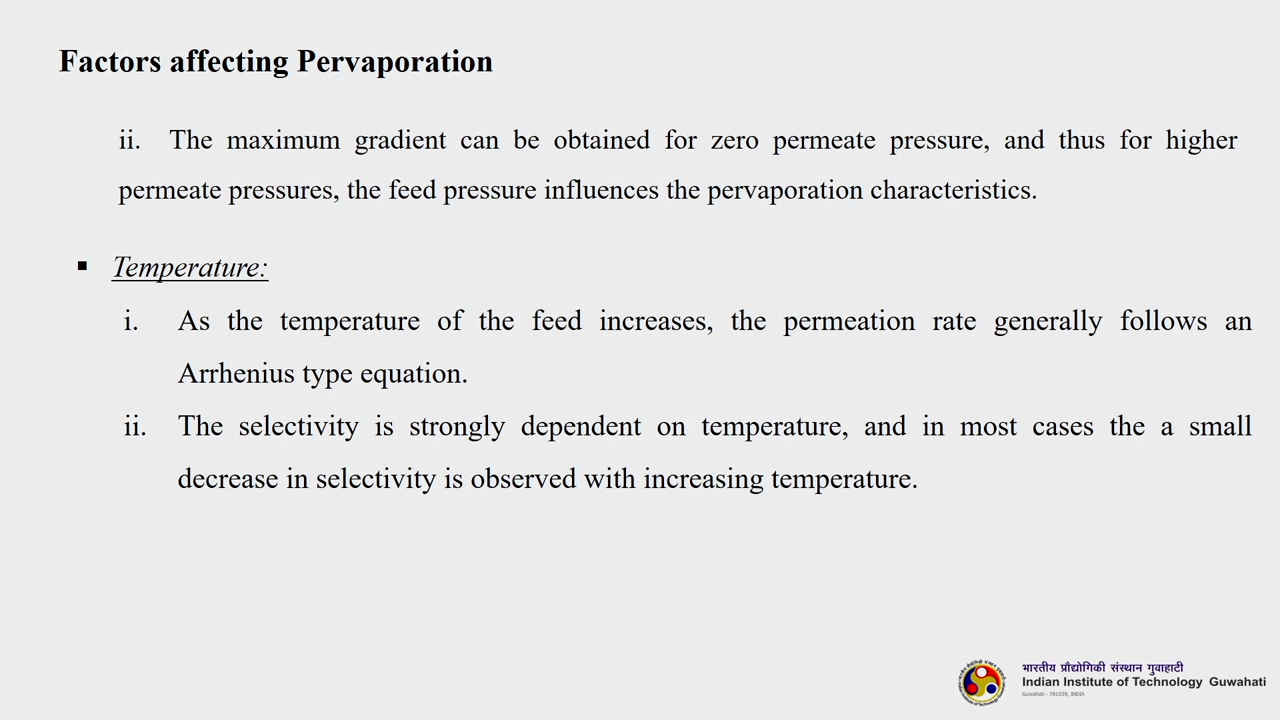 Factors affecting Pervaporation
ii. The maximum gradient can be obtained for zero permeate pressure, and thus for higher
permeate pressures, the feed pressure influences the pervaporation characteristics.
▪ Temperature:
i. As the temperature of the feed increases, the permeation rate generally follows an
Arrhenius type equation.
ii. The selectivity is strongly dependent on temperature, and in most cases the a small
decrease in selectivity is observed with increasing temperature.
भारतीय प्रौद्योगिकी संस्थान गुवाहाटी
Indian Institute of Technology Guwahati
Guwahati - 781039, INDIA